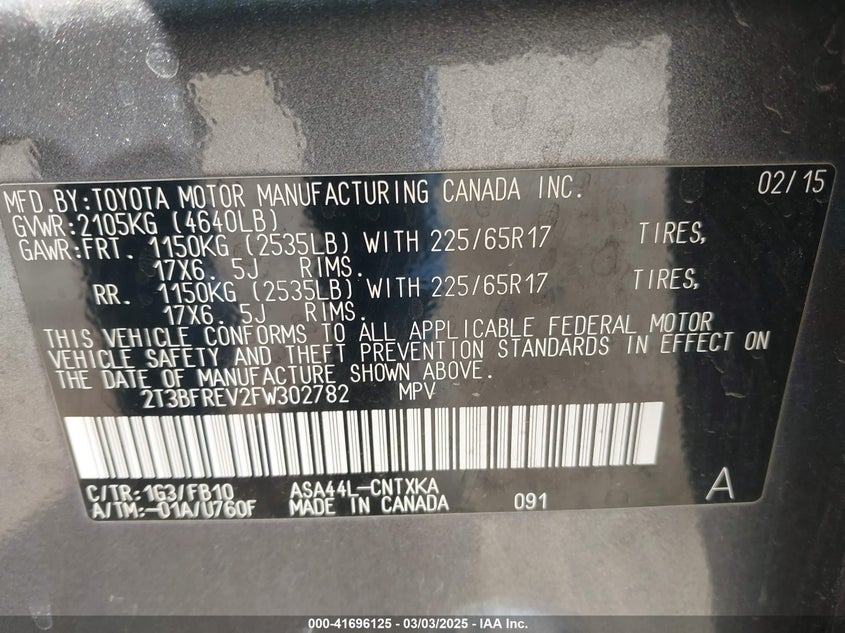 MFD.BY:TOYOTA MOTOR MANUFACTURING CANADA INC. 02/15
GVWR:2105KG (4640LB)
GAWR:FRT. 1150KG (2535LB) WITH 225/65R17 TIRES,
17X6. 5J RIMS.
RR. 1150KG (2535LB) WITH 225/65R17 TIRES,
17X6. 5J RIMS.
THIS VEHICLE CONFORMS TO ALL APPLICABLE FEDERAL MOTOR
VEHICLE SAFETY AND THEFT PREVENTION STANDARDS IN EFFECT ON
THE DATE OF MANUFACTURE SHOWN ABOVE.
2T3BFREV2FW302782 MPV
C/TR:1G3/FB10 ASA44L-CNTXKA
A/TM:-01A/U760F MADE IN CANADA 091 A
000-41696125 - 03/03/2025 - IAA Inc.